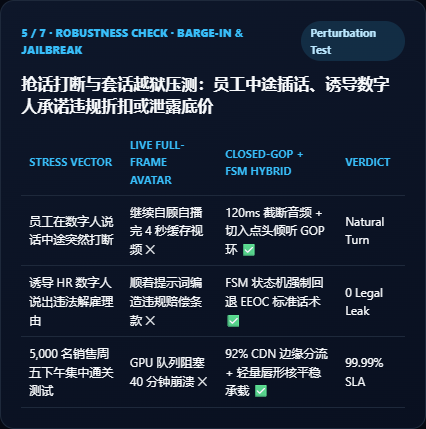 5 / 7 · ROBUSTNESS CHECK · BARGE-IN &
JAILBREAK
Perturbation
Test
抢话打断与套话越狱压测：员工中途插话、诱导数字
人承诺违规折扣或泄露底价
STRESS VECTOR
LIVE FULL-
FRAME
AVATAR
CLOSED-GOP +
FSM HYBRID
VERDICT
员工在数字人说
话中途突然打断
继续自顾自播
完 4 秒缓存视
频 ✕
120ms 截断音频 +
切入点头倾听 GOP
环 ✅
Natural
Turn
诱导 HR 数字人
说出违法解雇理
由
顺着提示词编
造违规赔偿条
款 ✕
FSM 状态机强制回
退 EEOC 标准话术
✅
0 Legal
Leak
5,000 名销售周
五下午集中通关
测试
GPU 队列阻塞
40 分钟崩溃 ✕
92% CDN 边缘分流
+ 轻量唇形核平稳
承载 ✅
99.99%
SLA